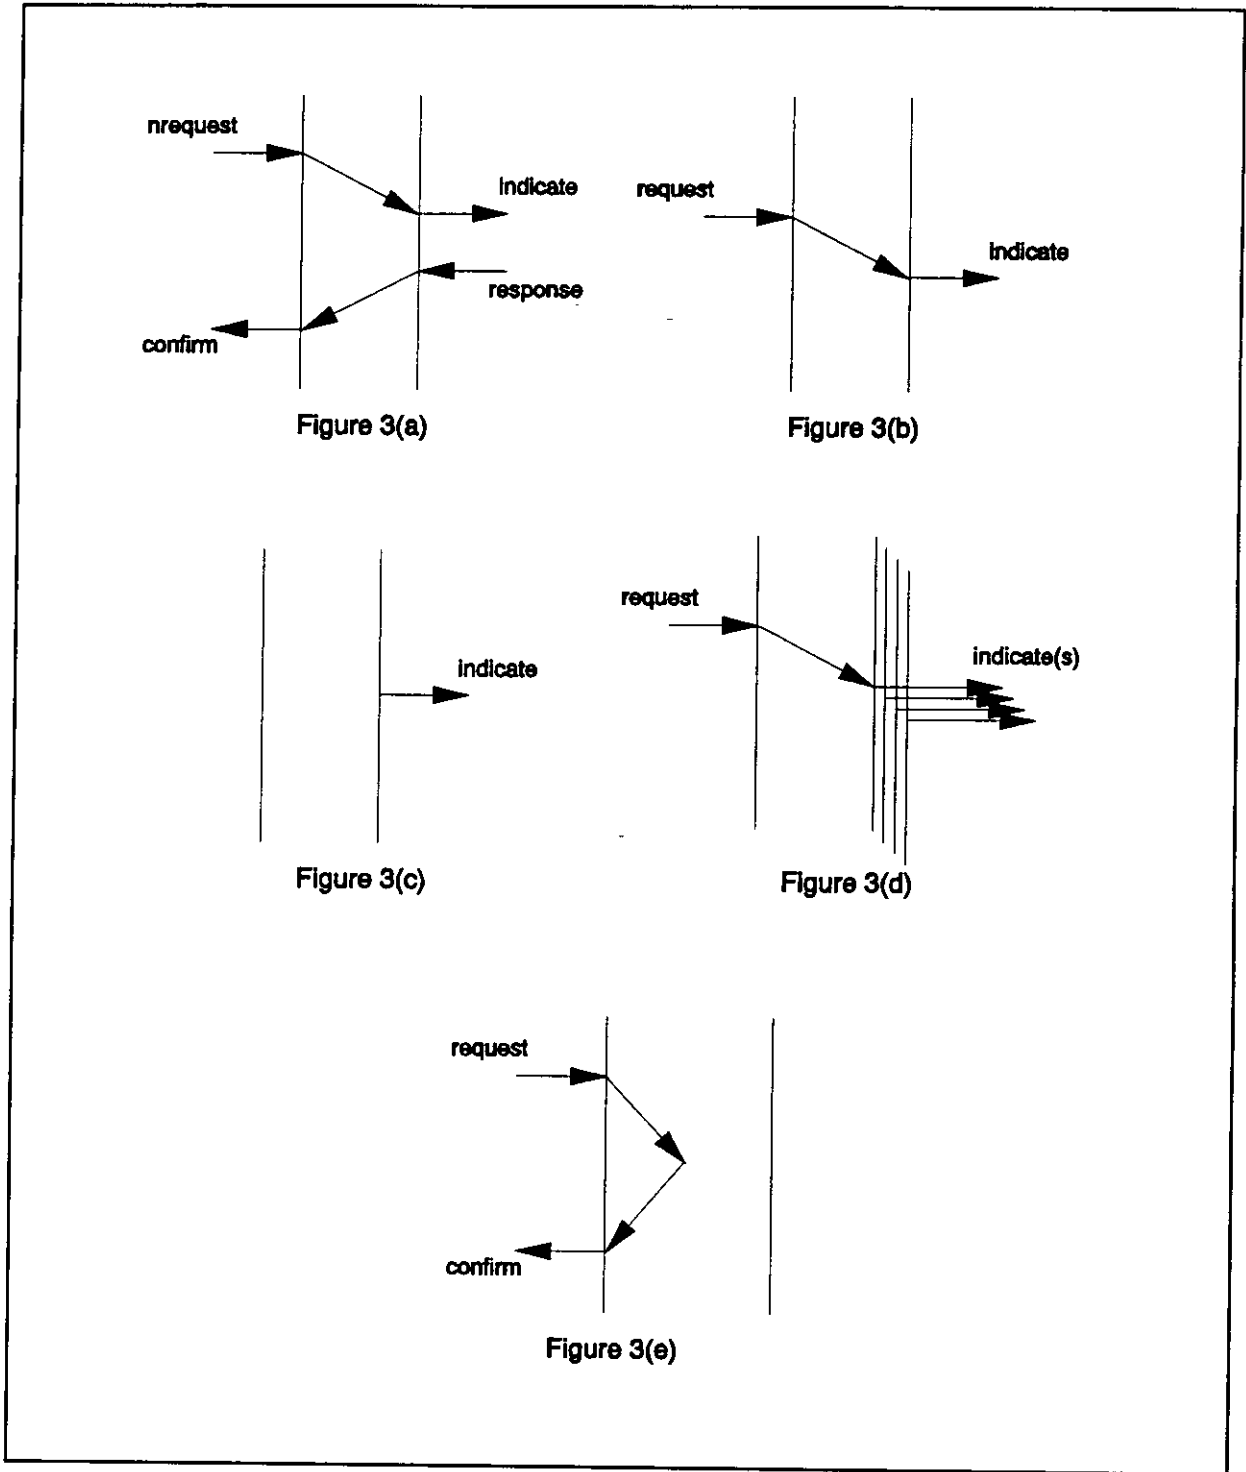 nrequest
indicate
response
confirm
Figure 3(a)
request
indicate
Figure 3(b)
indicate
Figure 3(c)
request
indicate(s)
Figure 3(d)
request
confirm
Figure 3(e)